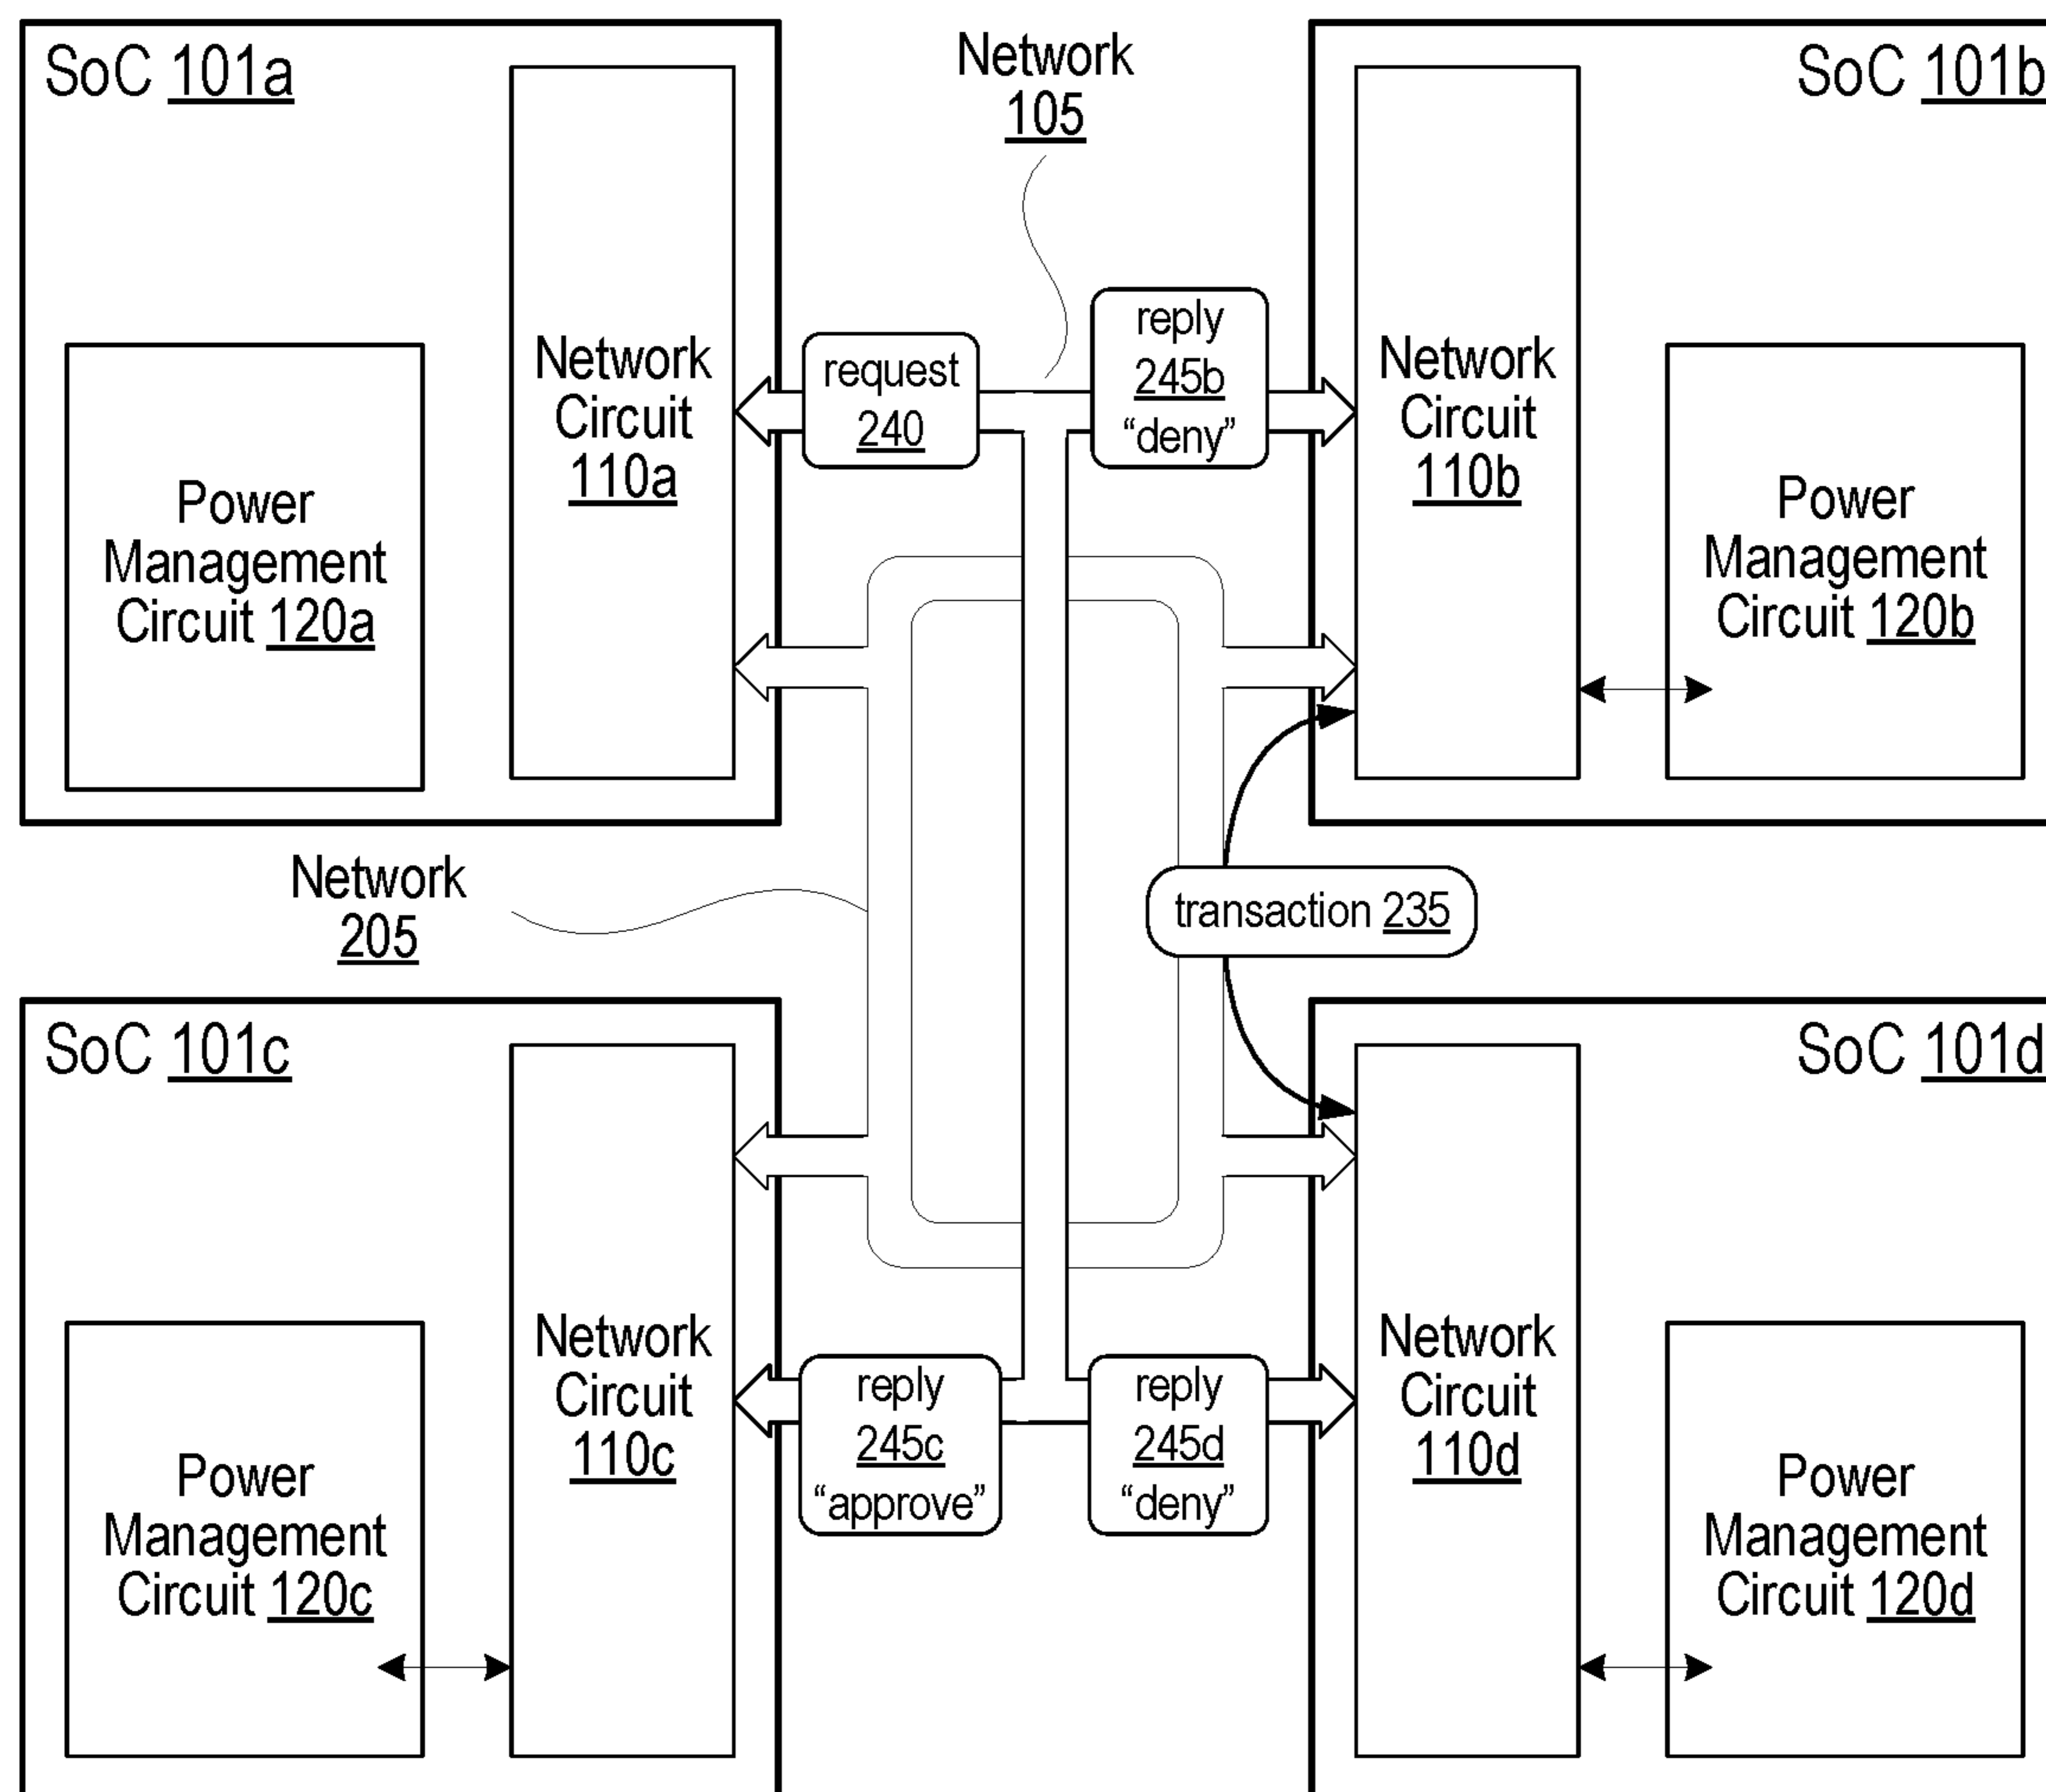 SoC 101a
Network
105
SoC 101b
Network
Circuit
110a
Power
Management
Circuit 120a
request
240
reply
245b
“deny”
Network
Circuit
110b
Power
Management
Circuit 120b
Network
205
transaction 235
SoC 101c
SoC 101d
Network
Circuit
110c
Power
Management
Circuit 120c
reply
245c
“approve”
reply
245d
“deny”
Network
Circuit
110d
Power
Management
Circuit 120d